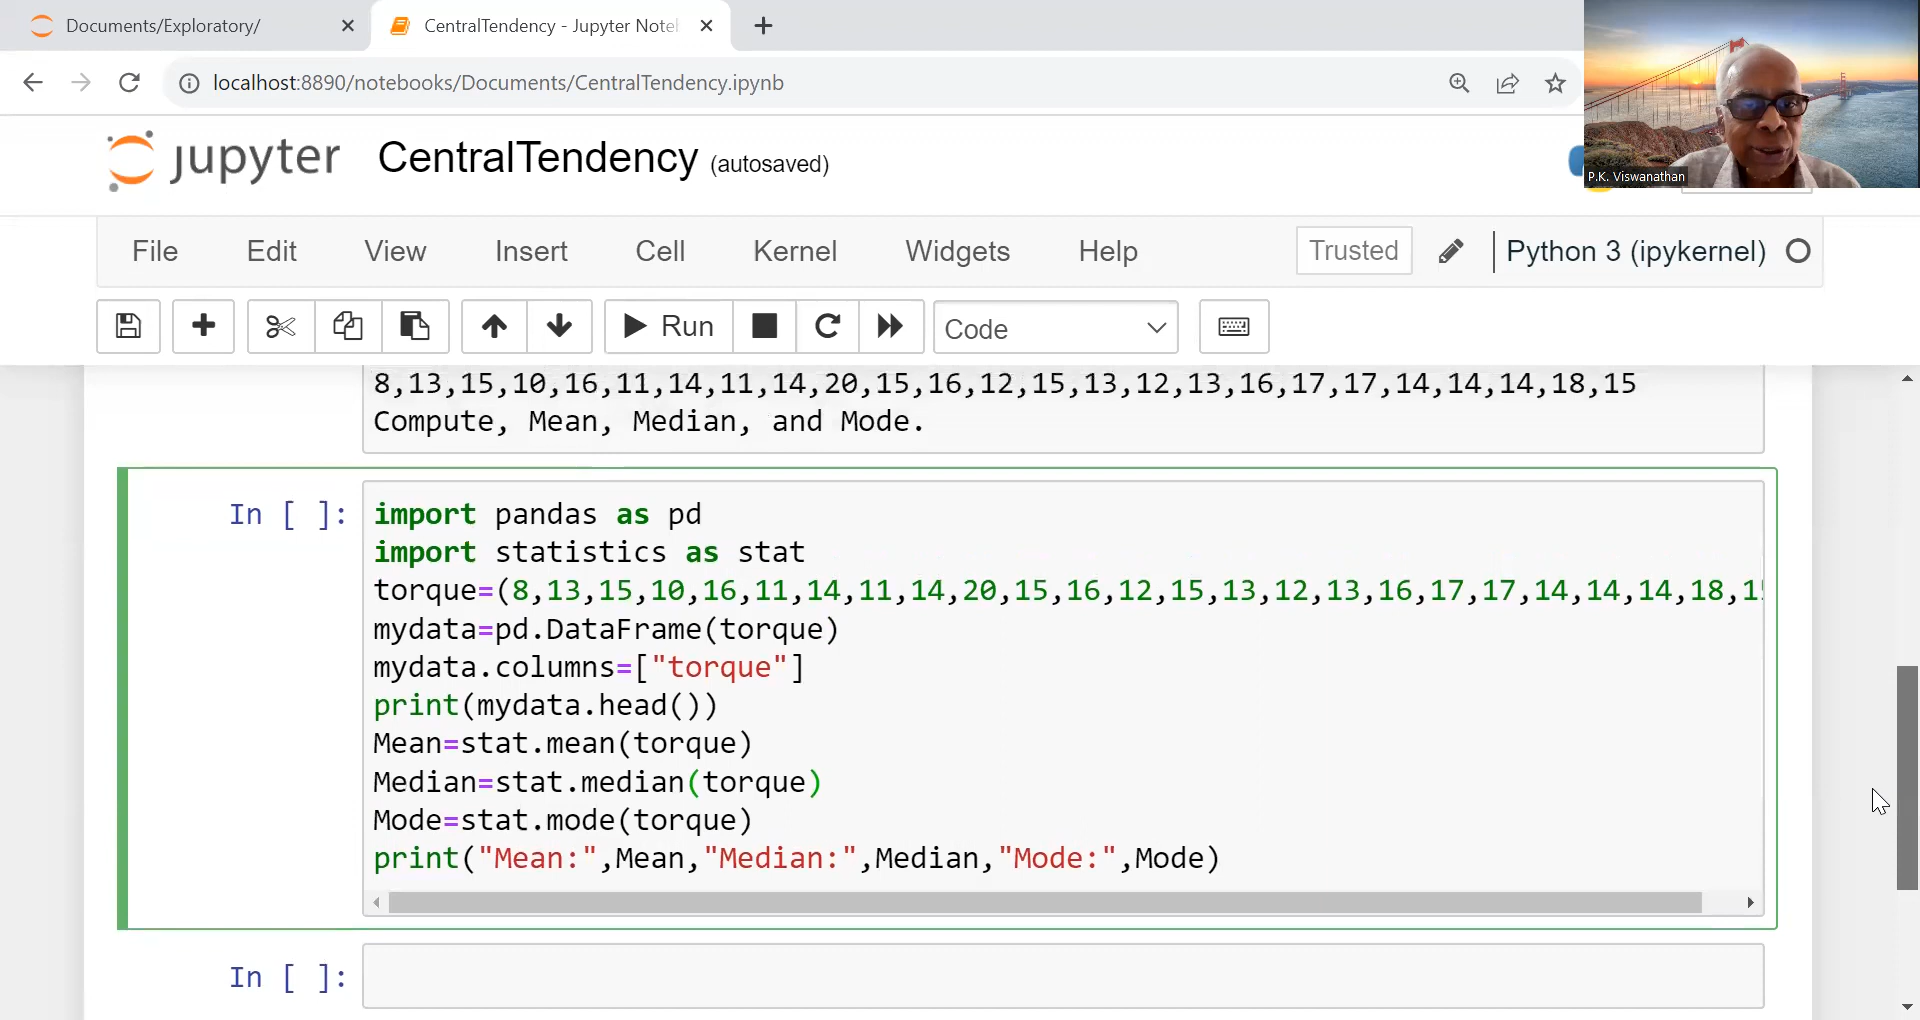 Documents/Exploratory/
CentralTendency - Jupyter Note
localhost:8890/notebooks/Documents/CentralTendency.ipynb
P.K. Viswanathan
jupyter CentralTendency (autosaved)
File Edit View Insert Cell Kernel Widgets Help Trusted Python 3 (ipykernel)
Run Code
8,13,15,10,16,11,14,11,14,20,15,16,12,15,13,12,13,16,17,17,14,14,14,18,15
Compute, Mean, Median, and Mode.
In [ ]: import pandas as pd
import statistics as stat
torque=(8,13,15,10,16,11,14,11,14,20,15,16,12,15,13,12,13,16,17,17,14,14,14,18,1
mydata=pd.DataFrame(torque)
mydata.columns=["torque"]
print(mydata.head())
Mean=stat.mean(torque)
Median=stat.median(torque)
Mode=stat.mode(torque)
print("Mean:",Mean,"Median:",Median,"Mode:",Mode)
In [ ]: